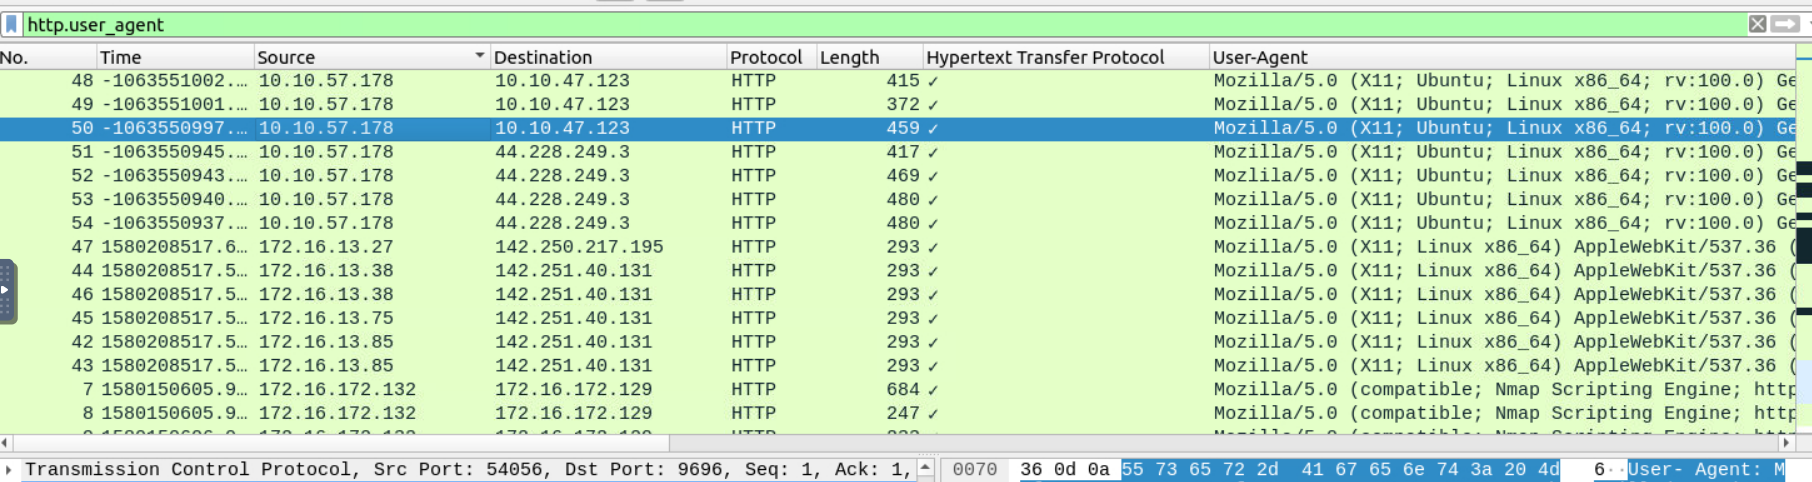 http.user_agent
No. Time Source Destination Protocol Length Hypertext Transfer Protocol User-Agent
48 -1063551002.… 10.10.57.178 10.10.47.123 HTTP 415 ✓ Mozilla/5.0 (X11; Ubuntu; Linux x86_64; rv:100.0) Ge
49 -1063551001.… 10.10.57.178 10.10.47.123 HTTP 372 ✓ Mozilla/5.0 (X11; Ubuntu; Linux x86_64; rv:100.0) Ge
50 -1063550997.… 10.10.57.178 10.10.47.123 HTTP 459 ✓ Mozilla/5.0 (X11; Ubuntu; Linux x86_64; rv:100.0) Ge
51 -1063550945.… 10.10.57.178 44.228.249.3 HTTP 417 ✓ Mozilla/5.0 (X11; Ubuntu; Linux x86_64; rv:100.0) Ge
52 -1063550943.… 10.10.57.178 44.228.249.3 HTTP 469 ✓ Mozlila/5.0 (X11; Ubuntu; Linux x86_64; rv:100.0) Ge
53 -1063550940.… 10.10.57.178 44.228.249.3 HTTP 480 ✓ Mozilla/5.0 (X11; Ubuntu; Linux x86_64; rv:100.0) Ge
54 -1063550937.… 10.10.57.178 44.228.249.3 HTTP 480 ✓ Mozilla/5.0 (X11; Ubuntu; Linux x86_64; rv:100.0) Ge
47 1580208517.6… 172.16.13.27 142.250.217.195 HTTP 293 ✓ Mozilla/5.0 (X11; Linux x86_64) AppleWebKit/537.36 (
44 1580208517.5… 172.16.13.38 142.251.40.131 HTTP 293 ✓ Mozilla/5.0 (X11; Linux x86_64) AppleWebKit/537.36 (
46 1580208517.5… 172.16.13.38 142.251.40.131 HTTP 293 ✓ Mozilla/5.0 (X11; Linux x86_64) AppleWebKit/537.36 (
45 1580208517.5… 172.16.13.75 142.251.40.131 HTTP 293 ✓ Mozilla/5.0 (X11; Linux x86_64) AppleWebKit/537.36 (
42 1580208517.5… 172.16.13.85 142.251.40.131 HTTP 293 ✓ Mozilla/5.0 (X11; Linux x86_64) AppleWebKit/537.36 (
43 1580208517.5… 172.16.13.85 142.251.40.131 HTTP 293 ✓ Mozilla/5.0 (X11; Linux x86_64) AppleWebKit/537.36 (
7 1580150605.9… 172.16.172.132 172.16.172.129 HTTP 684 ✓ Mozilla/5.0 (compatible; Nmap Scripting Engine; http
8 1580150605.9… 172.16.172.132 172.16.172.129 HTTP 247 ✓ Mozilla/5.0 (compatible; Nmap Scripting Engine; http
Transmission Control Protocol, Src Port: 54056, Dst Port: 9696, Seq: 1, Ack: 1, 0070 36 0d 0a 55 73 65 72 2d 41 67 65 6e 74 3a 20 4d 6··User- Agent: M